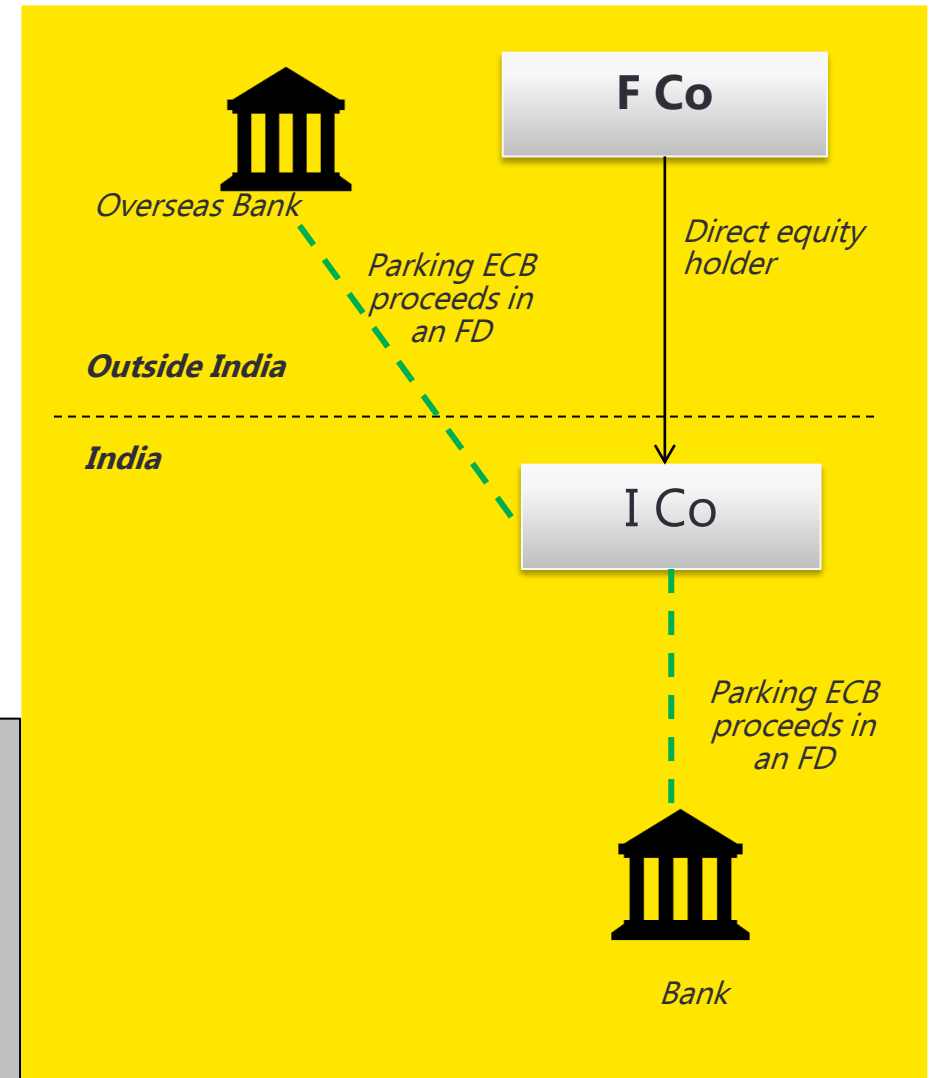 F Co
Overseas Bank
Direct equity
holder
Parking ECB
proceeds in
an FD
Outside India
India
I Co
Parking ECB
proceeds in
an FD
Bank